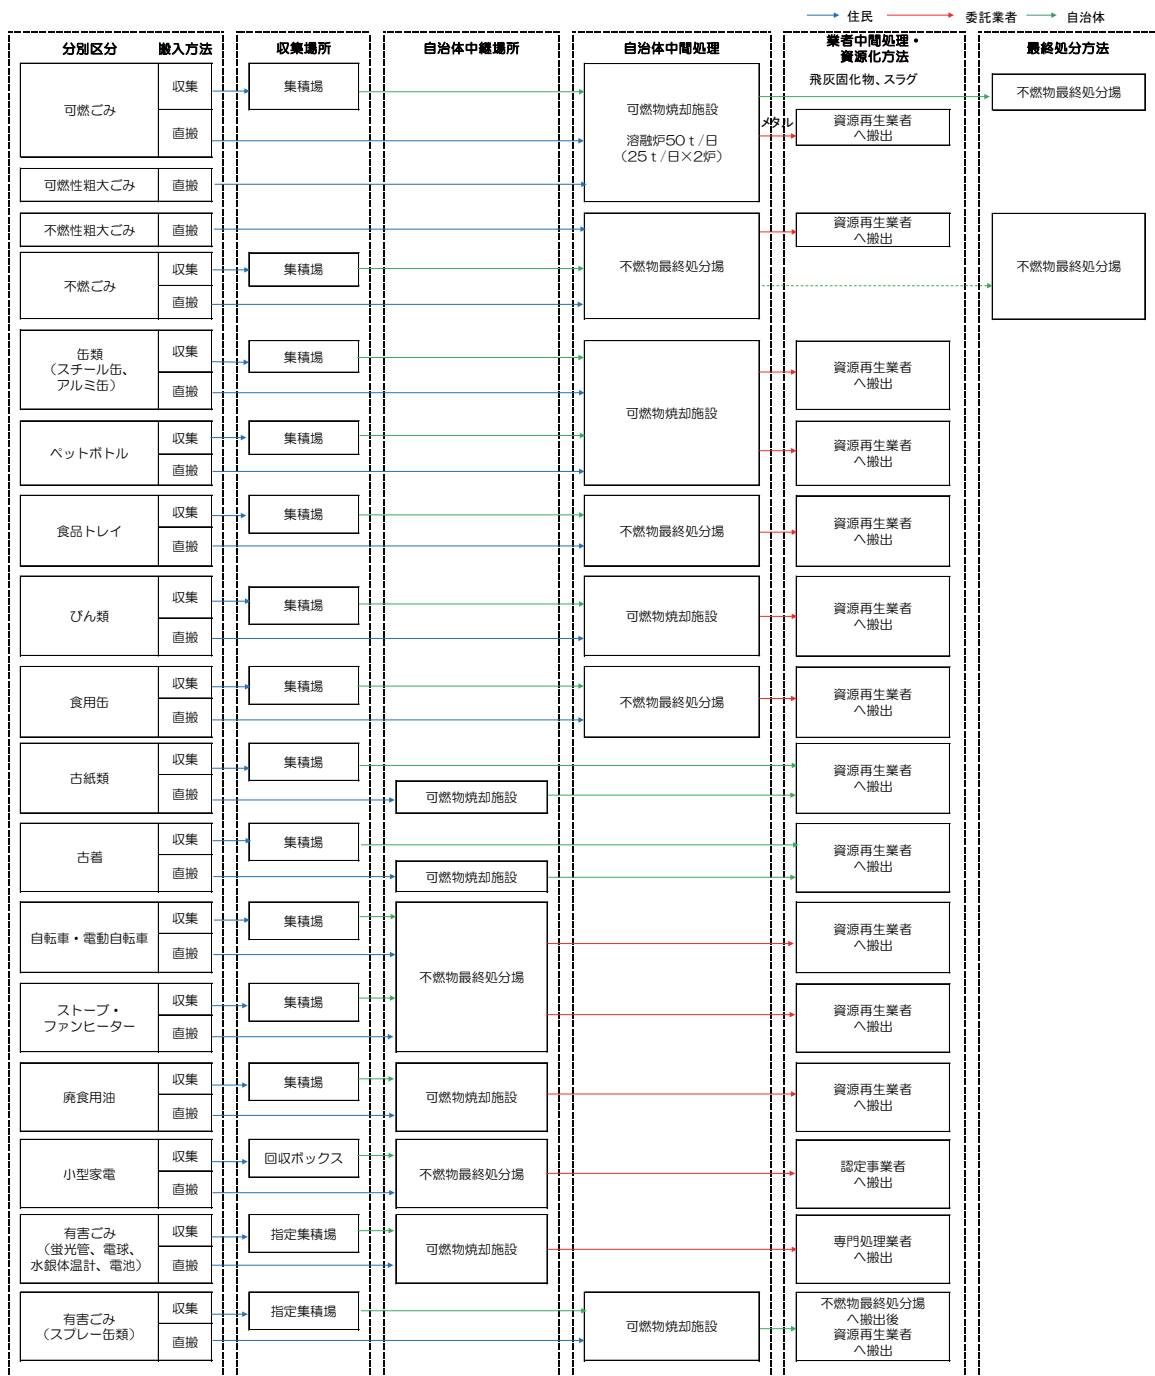 住民 委託業者 自治体
分別区分 搬入方法 収集場所 自治体中継場所 自治体中間処理 業者中間処理・ 最終処分方法
資源化方法
可燃ごみ
収集
集積場
直搬
可燃物焼却施設
溶融炉50ｔ/日
（25ｔ/日×2炉）
飛灰固化物、スラグ
不燃物最終処分場
メタル
資源再生業者
へ搬出
可燃性粗大ごみ 直搬
不燃性粗大ごみ 直搬
不燃ごみ
収集
集積場
直搬
不燃物最終処分場
資源再生業者
へ搬出
不燃物最終処分場
缶類
（スチール缶、
アルミ缶）
収集
集積場
直搬
可燃物焼却施設
資源再生業者
へ搬出
ペットボトル
収集
集積場
直搬
資源再生業者
へ搬出
食品トレイ
収集
集積場
直搬
不燃物最終処分場
資源再生業者
へ搬出
びん類
収集
集積場
直搬
可燃物焼却施設
資源再生業者
へ搬出
食用缶
収集
集積場
直搬
不燃物最終処分場
資源再生業者
へ搬出
古紙類
収集
集積場
直搬
可燃物焼却施設
資源再生業者
へ搬出
古着
収集
集積場
直搬
可燃物焼却施設
資源再生業者
へ搬出
自転車・電動自転車
収集
集積場
直搬
不燃物最終処分場
資源再生業者
へ搬出
ストーブ・
ファンヒーター
収集
集積場
直搬
資源再生業者
へ搬出
廃食用油
収集
集積場
直搬
可燃物焼却施設
資源再生業者
へ搬出
小型家電
収集
回収ボックス
直搬
不燃物最終処分場
認定事業者
へ搬出
有害ごみ
（蛍光管、電球、
水銀体温計、電池）
収集
指定集積場
直搬
可燃物焼却施設
専門処理業者
へ搬出
有害ごみ
（スプレー缶類）
収集
指定集積場
直搬
可燃物焼却施設
不燃物最終処分場
へ搬出後
資源再生業者
へ搬出